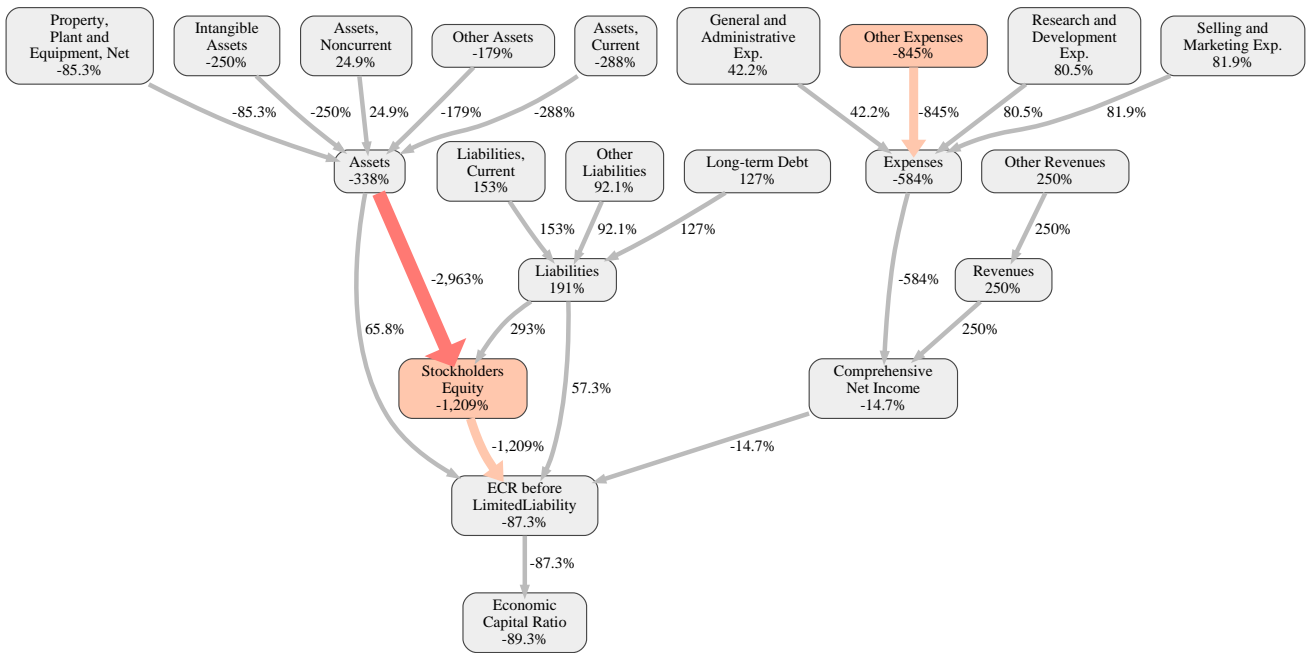 Property,
Plant and
Equipment, Net
-85.3%
Intangible
Assets
-250%
Assets,
Noncurrent
24.9%
Other Assets
-179%
Assets,
Current
-288%
General and
Administrative
Exp.
42.2%
Other Expenses
-845%
Research and
Development
Exp.
80.5%
Selling and
Marketing Exp.
81.9%
-85.3%
-250%
24.9%
-179%
-288%
42.2%
-845%
80.5%
81.9%
Assets
-338%
Liabilities,
Current
153%
Other
Liabilities
92.1%
Long-term Debt
127%
Expenses
-584%
Other Revenues
250%
153%
92.1%
127%
250%
-2,963%
Liabilities
191%
-584%
Revenues
250%
65.8%
293%
250%
Stockholders
Equity
-1,209%
57.3%
Comprehensive
Net Income
-14.7%
-1,209%
-14.7%
ECR before
LimitedLiability
-87.3%
-87.3%
Economic
Capital Ratio
-89.3%